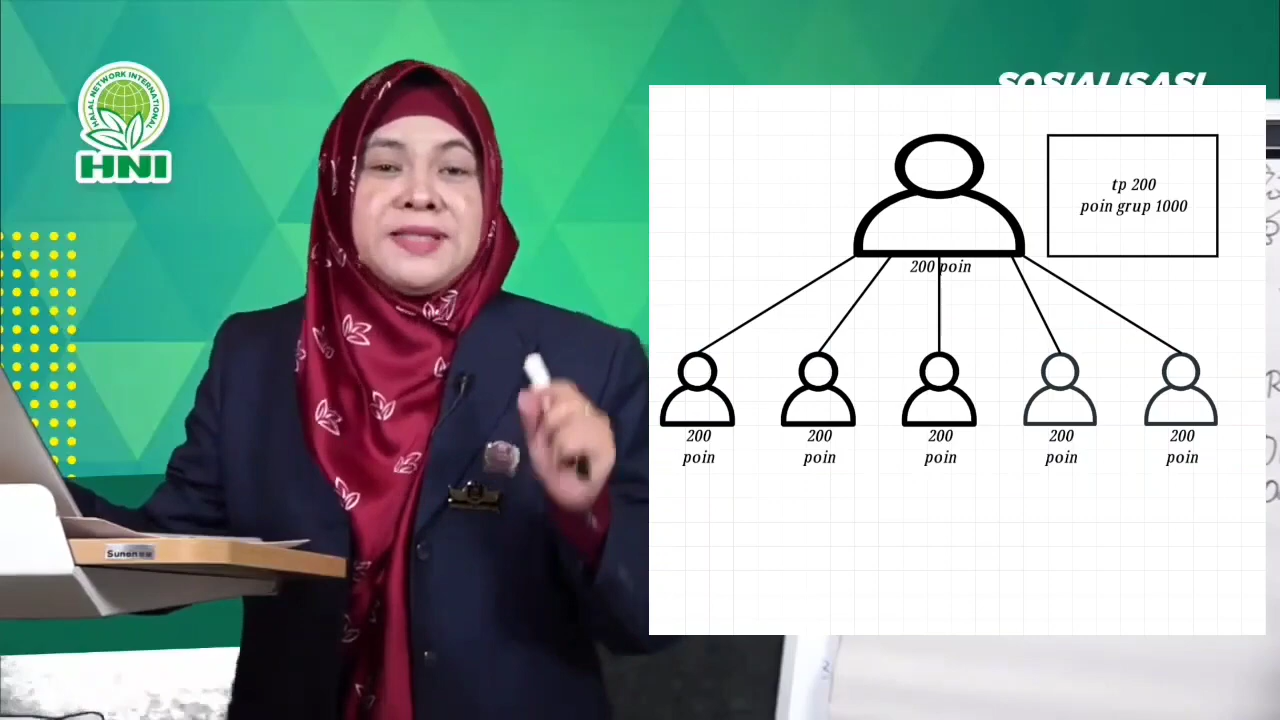 HALAL NETWORK INTERNATIONAL
HNI
SOSIALISASI
tp 200
poin grup 1000
200 poin
200
poin
200
poin
200
poin
200
poin
200
poin
Sunen